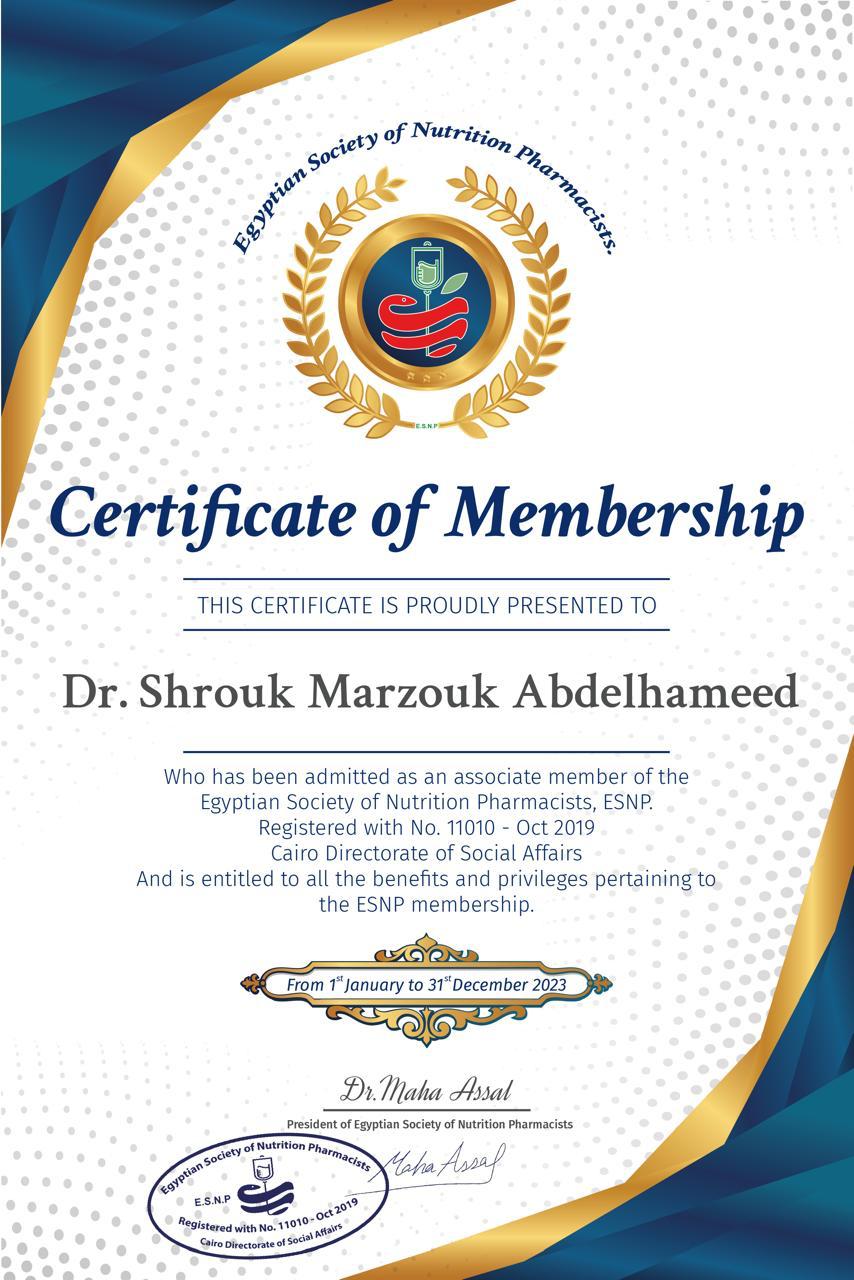 Egyptian Society of Nutrition Pharmacists.
E.S.N.P
Certificate of Membership
THIS CERTIFICATE IS PROUDLY PRESENTED TO
Dr. Shrouk Marzouk Abdelhameed
Who has been admitted as an associate member of the
Egyptian Society of Nutrition Pharmacists, ESNP.
Registered with No. 11010 - Oct 2019
Cairo Directorate of Social Affairs
And is entitled to all the benefits and privileges pertaining to
the ESNP membership.
From 1st January to 31st December 2023
Dr. Maha Assal
President of Egyptian Society of Nutrition Pharmacists
Maha Assal
Egyptian Society of Nutrition Pharmacists
E.S.N.P
Registered with No. 11010 - Oct 2019
Cairo Directorate of Social Affairs